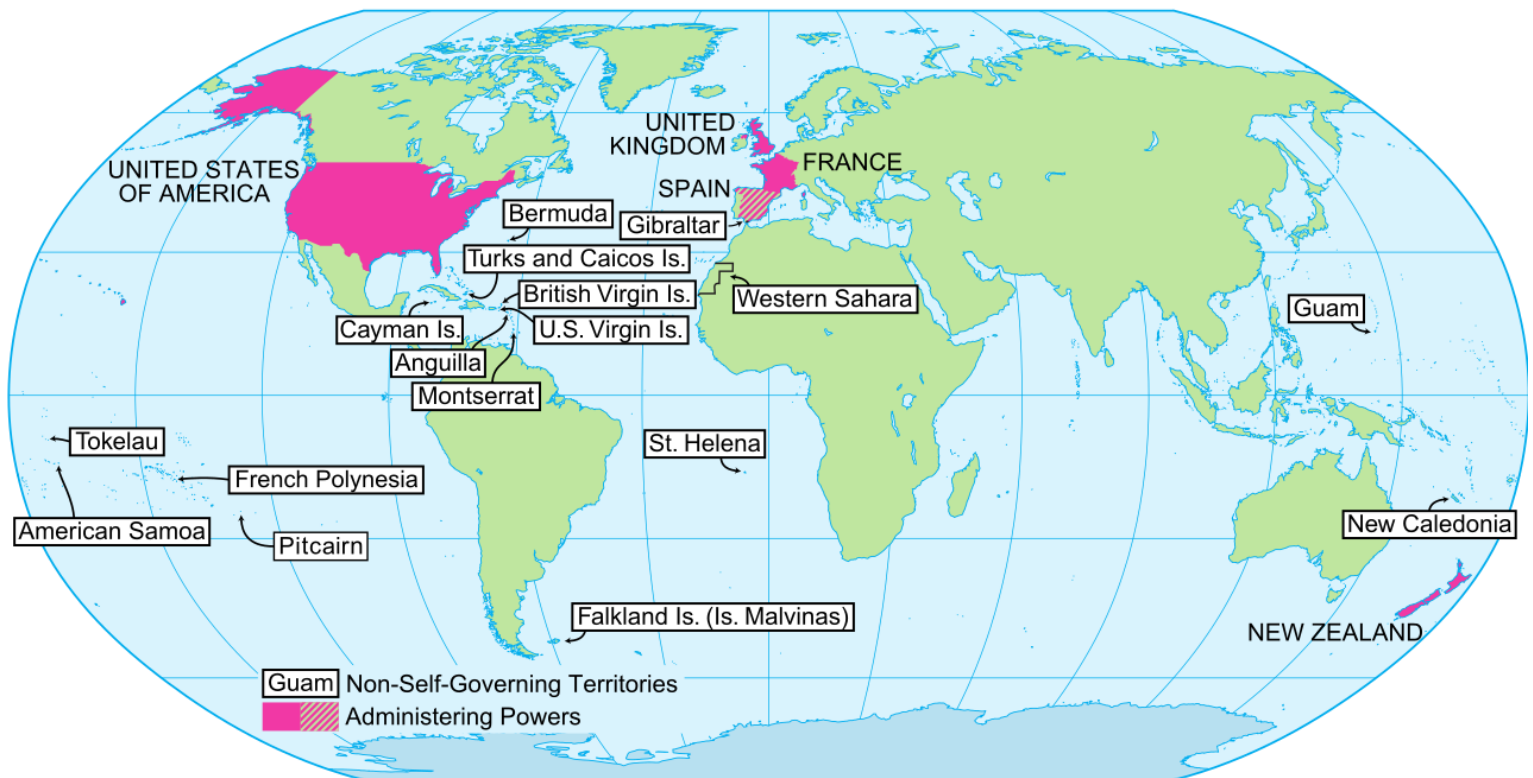 UNITED
KINGDOM
UNITED STATES
OF AMERICA
FRANCE
SPAIN
Bermuda
Gibraltar
Turks and Caicos Is.
British Virgin Is.
Western Sahara
Guam
Cayman Is.
U.S. Virgin Is.
Anguilla
Montserrat
Tokelau
St. Helena
French Polynesia
American Samoa
New Caledonia
Pitcairn
Falkland Is. (Is. Malvinas)
NEW ZEALAND
Guam Non-Self-Governing Territories
Administering Powers